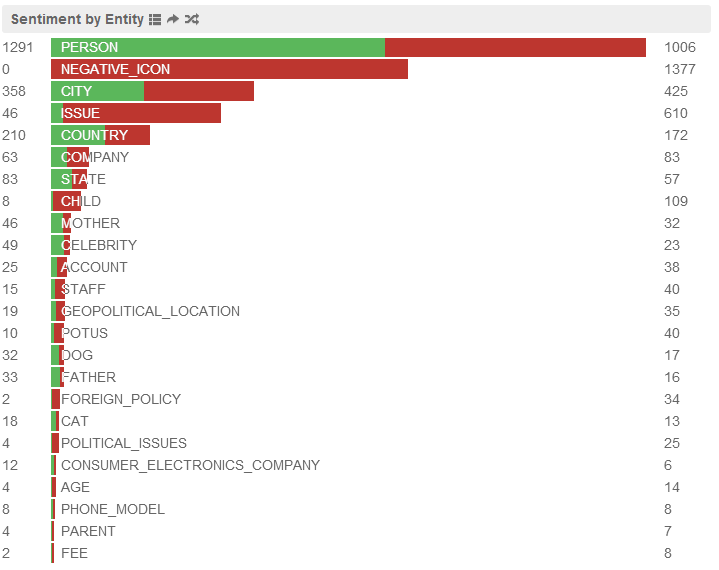 Sentiment by Entity
1291 PERSON 1006
0 NEGATIVE_ICON 1377
358 CITY 425
46 ISSUE 610
210 COUNTRY 172
63 COMPANY 83
83 STATE 57
8 CHILD 109
46 MOTHER 32
49 CELEBRITY 23
25 ACCOUNT 38
15 STAFF 40
19 GEOPOLITICAL_LOCATION 35
10 POTUS 40
32 DOG 17
33 FATHER 16
2 FOREIGN_POLICY 34
18 CAT 13
4 POLITICAL_ISSUES 25
12 CONSUMER_ELECTRONICS_COMPANY 6
4 AGE 14
8 PHONE_MODEL 8
4 PARENT 7
2 FEE 8